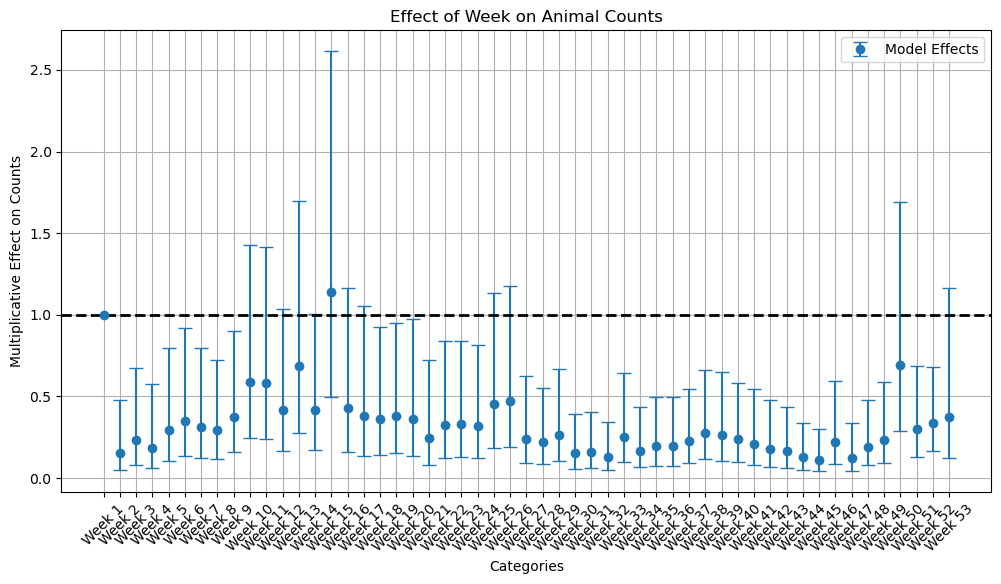 Effect of Week on Animal Counts
Model Effects
Multiplicative Effect on Counts
2.5
2.0
1.5
1.0
0.5
0.0
Week 1
Week 2
Week 3
Week 4
Week 5
Week 6
Week 7
Week 8
Week 9
Week 10
Week 11
Week 12
Week 13
Week 14
Week 15
Week 16
Week 17
Week 18
Week 19
Week 20
Week 21
Week 22
Week 23
Week 24
Week 25
Week 26
Week 27
Week 28
Week 29
Week 30
Week 31
Week 32
Week 33
Week 34
Week 35
Week 36
Week 37
Week 38
Week 39
Week 40
Week 41
Week 42
Week 43
Week 44
Week 45
Week 46
Week 47
Week 48
Week 49
Week 50
Week 51
Week 52
Week 53
Categories